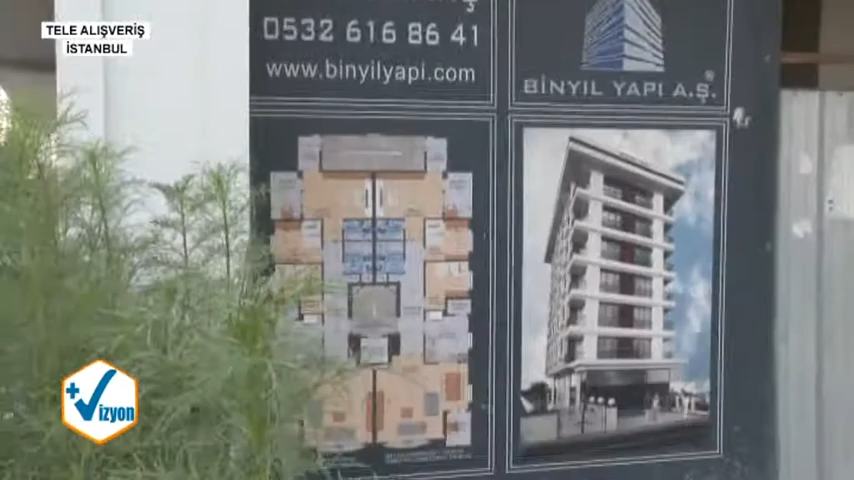 TELE ALIŞVERİŞ
İSTANBUL
0532 616 86 41
www.binyilyapi.com
BİNYIL YAPI A.Ş.
®
+Vizyon